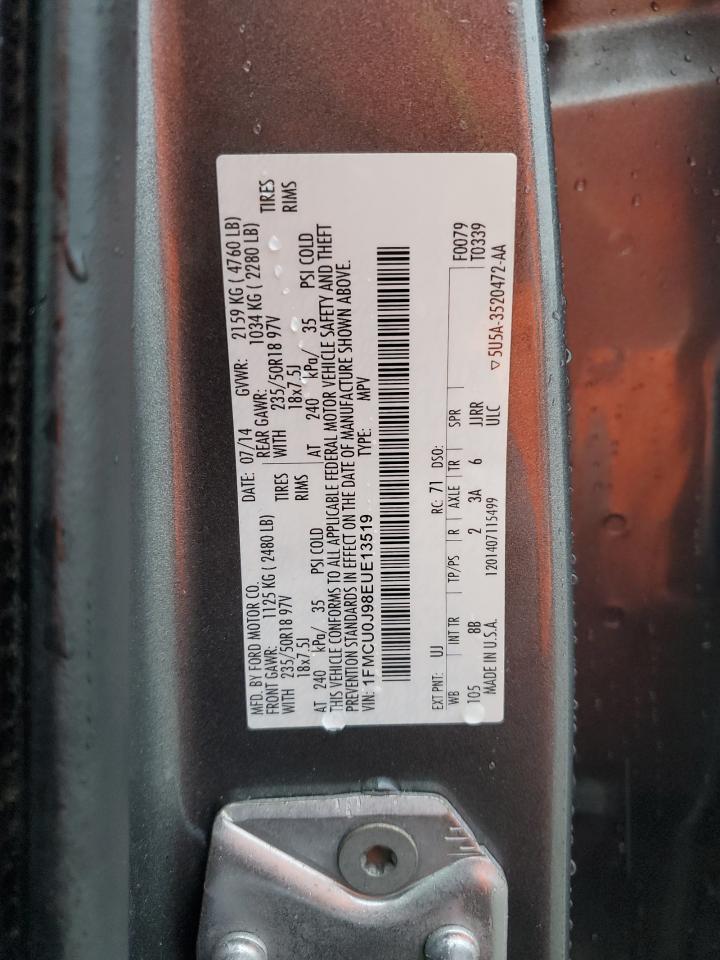 MFD. BY FORD MOTOR CO.
DATE: 07/14 GVWR: 2159 KG ( 4760 LB)
FRONT GAWR: 1125 KG ( 2480 LB) REAR GAWR: 1034 KG ( 2280 LB)
WITH 235/50R18 97V TIRES WITH 235/50R18 97V TIRES
18x7.5J RIMS 18x7.5J RIMS
AT 240 kPa/ 35 PSI COLD AT 240 kPa/ 35 PSI COLD
THIS VEHICLE CONFORMS TO ALL APPLICABLE FEDERAL MOTOR VEHICLE SAFETY AND THEFT
PREVENTION STANDARDS IN EFFECT ON THE DATE OF MANUFACTURE SHOWN ABOVE.
VIN: 1FMCU0J98EUE13519 TYPE: MPV
EXT PNT: UJ RC: 71 DSO: F0079
WB INT TR TP/PS R AXLE TR SPR T0339
105 8B 2 3A 6 JJRR
MADE IN U.S.A. 1201407115499 ULC ▽5U5A-3520472-AA